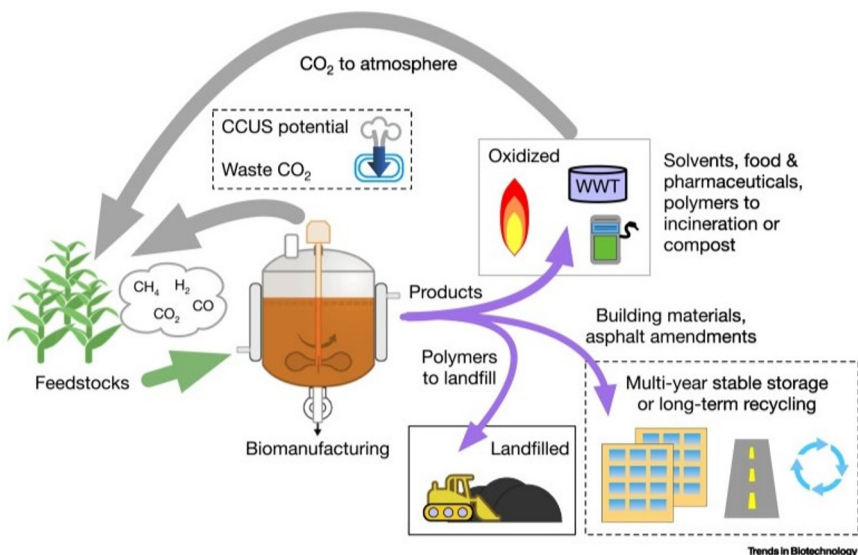 CO₂ to atmosphere
CCUS potential
Waste CO₂
Oxidized
WWT
Solvents, food &
pharmaceuticals,
polymers to
incineration or
compost
CH₄ H₂
CO₂ CO
Feedstocks
Products
Biomanufacturing
Polymers
to landfill
Landfilled
Building materials,
asphalt amendments
Multi-year stable storage
or long-term recycling
Trends in Biotechnology